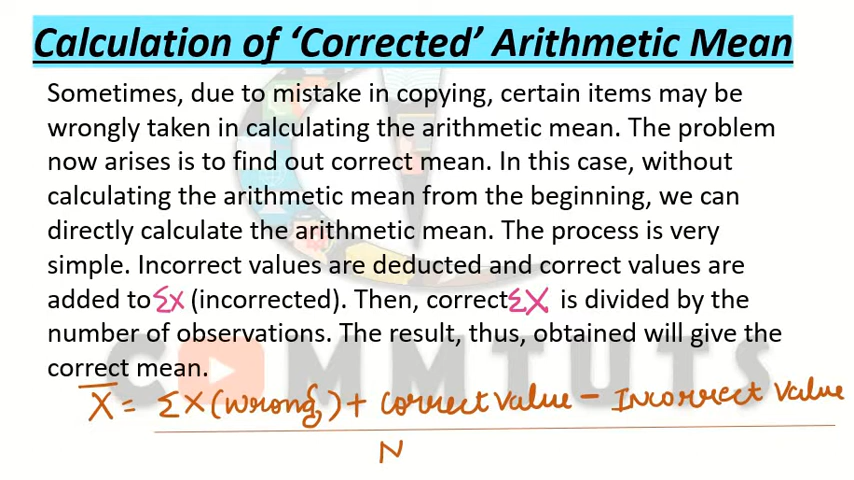 Calculation of ‘Corrected’ Arithmetic Mean
Sometimes, due to mistake in copying, certain items may be
wrongly taken in calculating the arithmetic mean. The problem
now arises is to find out correct mean. In this case, without
calculating the arithmetic mean from the beginning, we can
directly calculate the arithmetic mean. The process is very
simple. Incorrect values are deducted and correct values are
added to ΣX (incorrected). Then, correct ΣX is divided by the
number of observations. The result, thus, obtained will give the
correct mean.
COMMTUTS
X̅ = ΣX (wrong) + correct value − Incorrect value
N